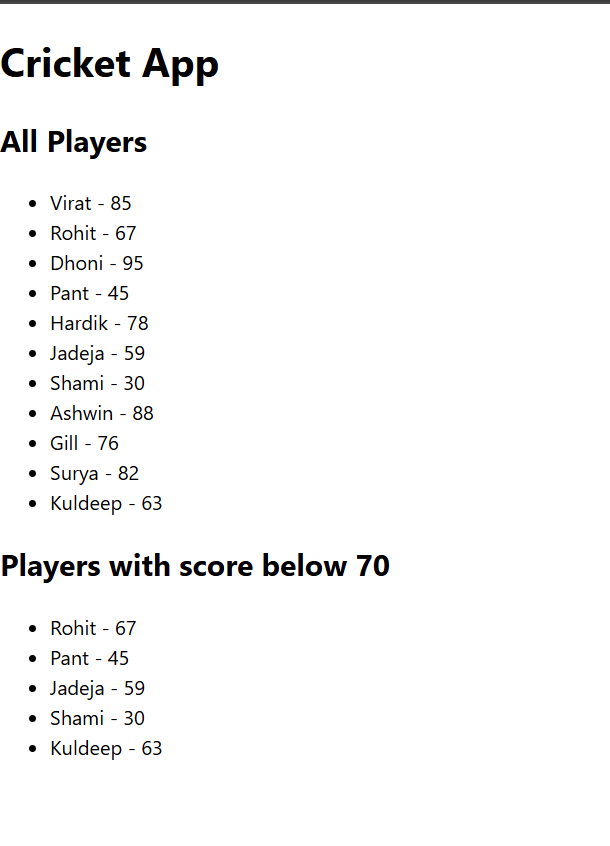 Cricket App
All Players
Virat - 85
Rohit - 67
Dhoni - 95
Pant - 45
Hardik - 78
Jadeja - 59
Shami - 30
Ashwin - 88
Gill - 76
Surya - 82
Kuldeep - 63
Players with score below 70
Rohit - 67
Pant - 45
Jadeja - 59
Shami - 30
Kuldeep - 63